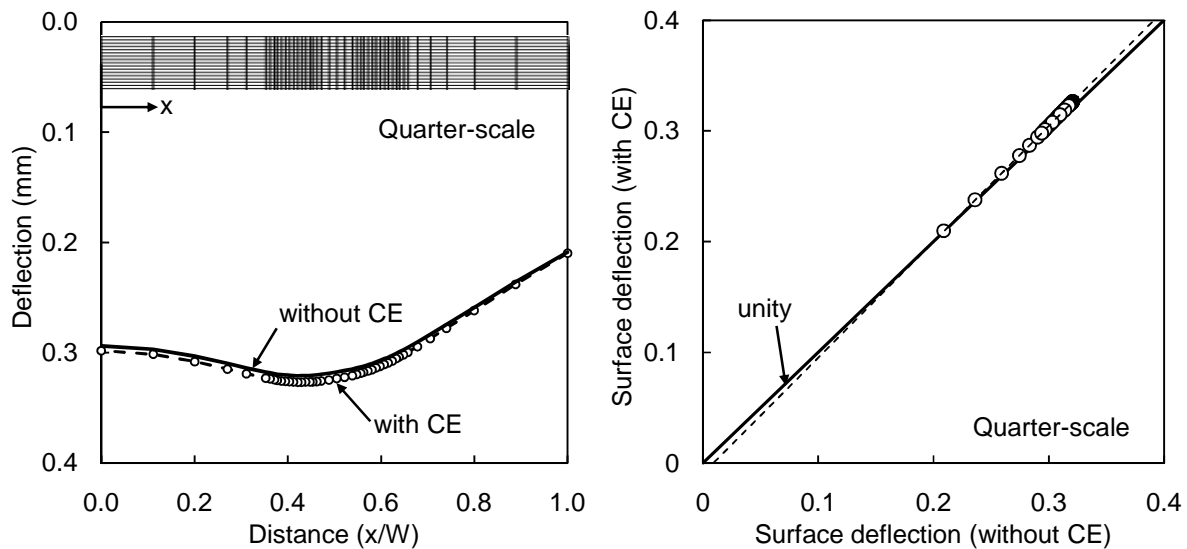 0.0
0.1
0.2
0.3
0.4
Deflection (mm)
x
Quarter-scale
without CE
with CE
0.0
0.2
0.4
0.6
0.8
1.0
Distance (x/W)
0.4
0.3
0.2
0.1
0
Surface deflection (with CE)
unity
Quarter-scale
0
0.1
0.2
0.3
0.4
Surface deflection (without CE)